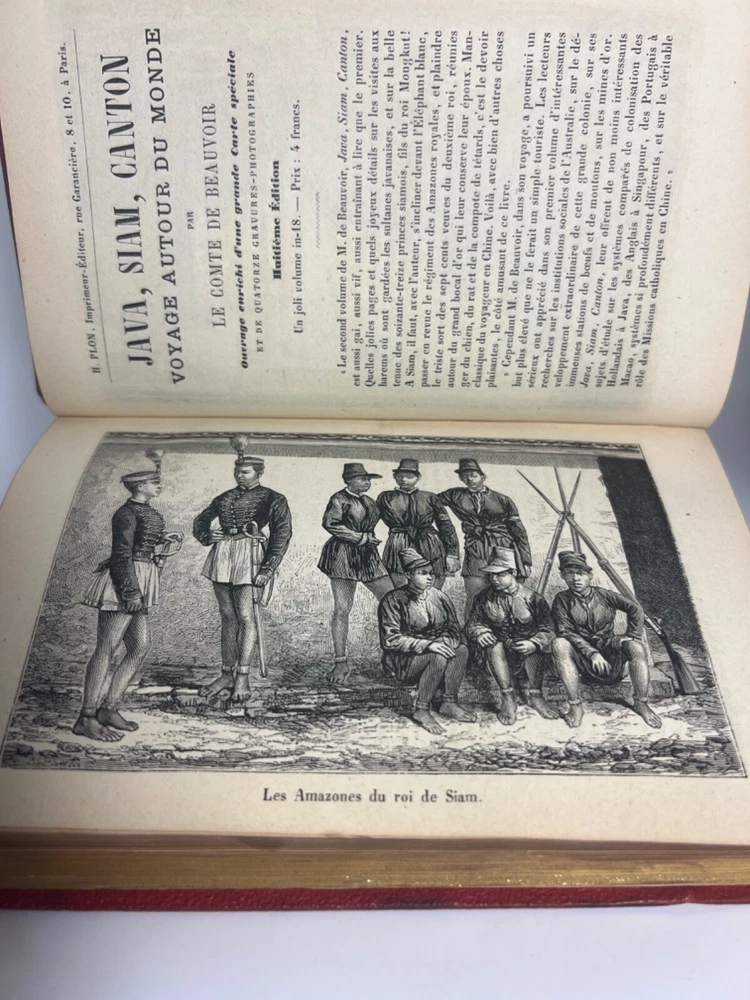 H. PLON, Imprimeur-Éditeur, rue Garancière, 8 et 10, à Paris.
JAVA, SIAM, CANTON
VOYAGE AUTOUR DU MONDE
PAR
LE COMTE DE BEAUVOIR
Ouvrage enrichi d'une grande Carte spéciale
ET DE QUATORZE GRAVURES-PHOTOGRAPHIES
Huitième Édition
Un joli volume in-18. — Prix : 4 francs.
« Le second volume de M. de Beauvoir, Java, Siam, Canton,
est aussi gai, aussi vif, aussi entraînant à lire que le premier.
Quelles jolies pages et quels joyeux détails sur les visites aux
harems où sont gardées les sultanes javanaises, et sur la belle
tenue des soixante-treize princes siamois, fils du roi Mongkut!
A Siam, il faut, avec l'auteur, s'incliner devant l'Éléphant blanc,
passer en revue le régiment des Amazones royales, et plaindre
le triste sort des sept cents veuves du deuxième roi, réunies
autour du grand bocal d'or qui leur conserve leur époux. Man-
ger du chien, du rat et de la compote de têtards, c'est le devoir
classique du voyageur en Chine. Voilà, avec bien d'autres choses
plaisantes, le côté amusant de ce livre.
» Cependant M. de Beauvoir, dans son voyage, a poursuivi un
but plus élevé que ne le ferait un simple touriste. Les lecteurs
sérieux ont apprécié dans son premier volume d'intéressantes
recherches sur les institutions sociales de l'Australie, sur le dé-
veloppement extraordinaire de cette grande colonie, sur ses
immenses stations de bœufs et de moutons, sur les mines d'or.
Java, Siam, Canton, leur offrent de non moins intéressants
sujets d'étude sur les systèmes comparés de colonisation des
Hollandais à Java, des Anglais à Singapour, des Portugais à
Macao, systèmes si profondément différents, et sur le véritable
rôle des Missions catholiques en Chine. »
Les Amazones du roi de Siam.